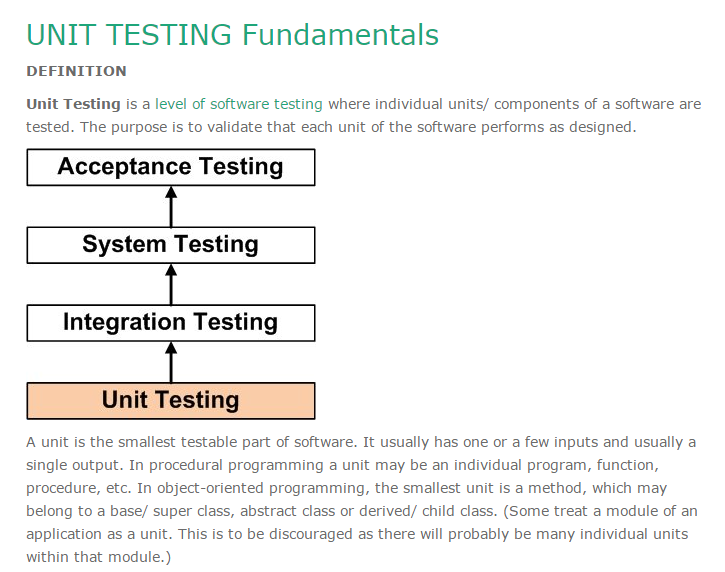 UNIT TESTING Fundamentals
DEFINITION
Unit Testing is a level of software testing where individual units/ components of a software are
tested. The purpose is to validate that each unit of the software performs as designed.
Acceptance Testing
System Testing
Integration Testing
Unit Testing
A unit is the smallest testable part of software. It usually has one or a few inputs and usually a
single output. In procedural programming a unit may be an individual program, function,
procedure, etc. In object-oriented programming, the smallest unit is a method, which may
belong to a base/ super class, abstract class or derived/ child class. (Some treat a module of an
application as a unit. This is to be discouraged as there will probably be many individual units
within that module.)